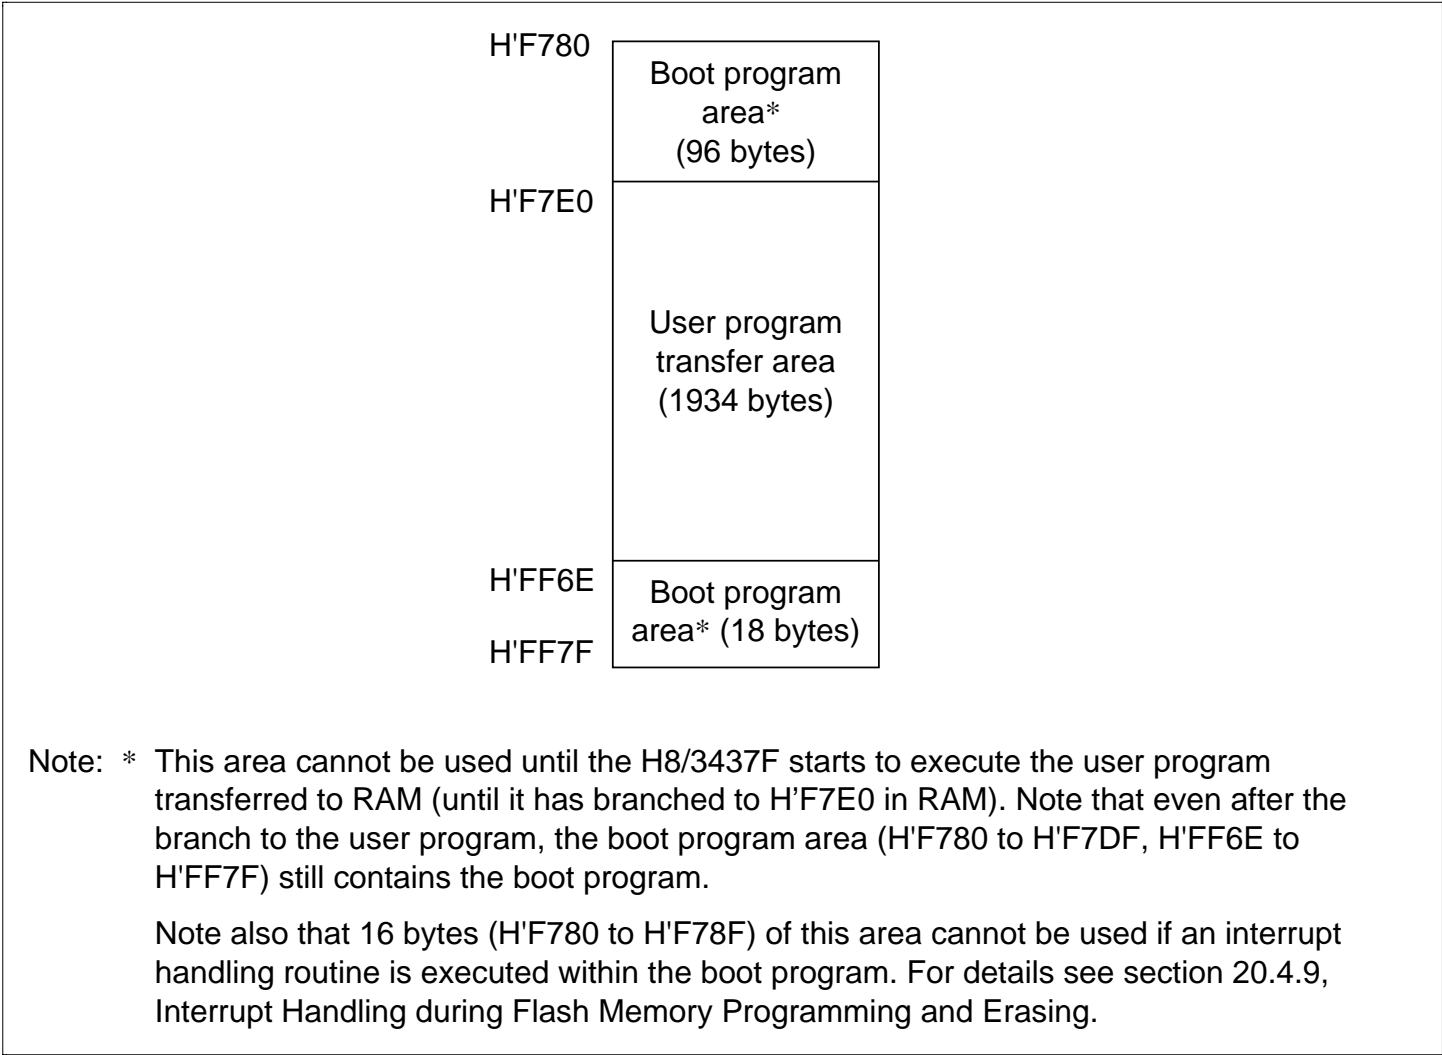 H'F780
Boot program
area*
(96 bytes)
H'F7E0
User program
transfer area
(1934 bytes)
H'FF6E
Boot program
area* (18 bytes)
H'FF7F
Note: * This area cannot be used until the H8/3437F starts to execute the user program
transferred to RAM (until it has branched to H’F7E0 in RAM). Note that even after the
branch to the user program, the boot program area (H'F780 to H'F7DF, H'FF6E to
H'FF7F) still contains the boot program.
Note also that 16 bytes (H'F780 to H'F78F) of this area cannot be used if an interrupt
handling routine is executed within the boot program. For details see section 20.4.9,
Interrupt Handling during Flash Memory Programming and Erasing.